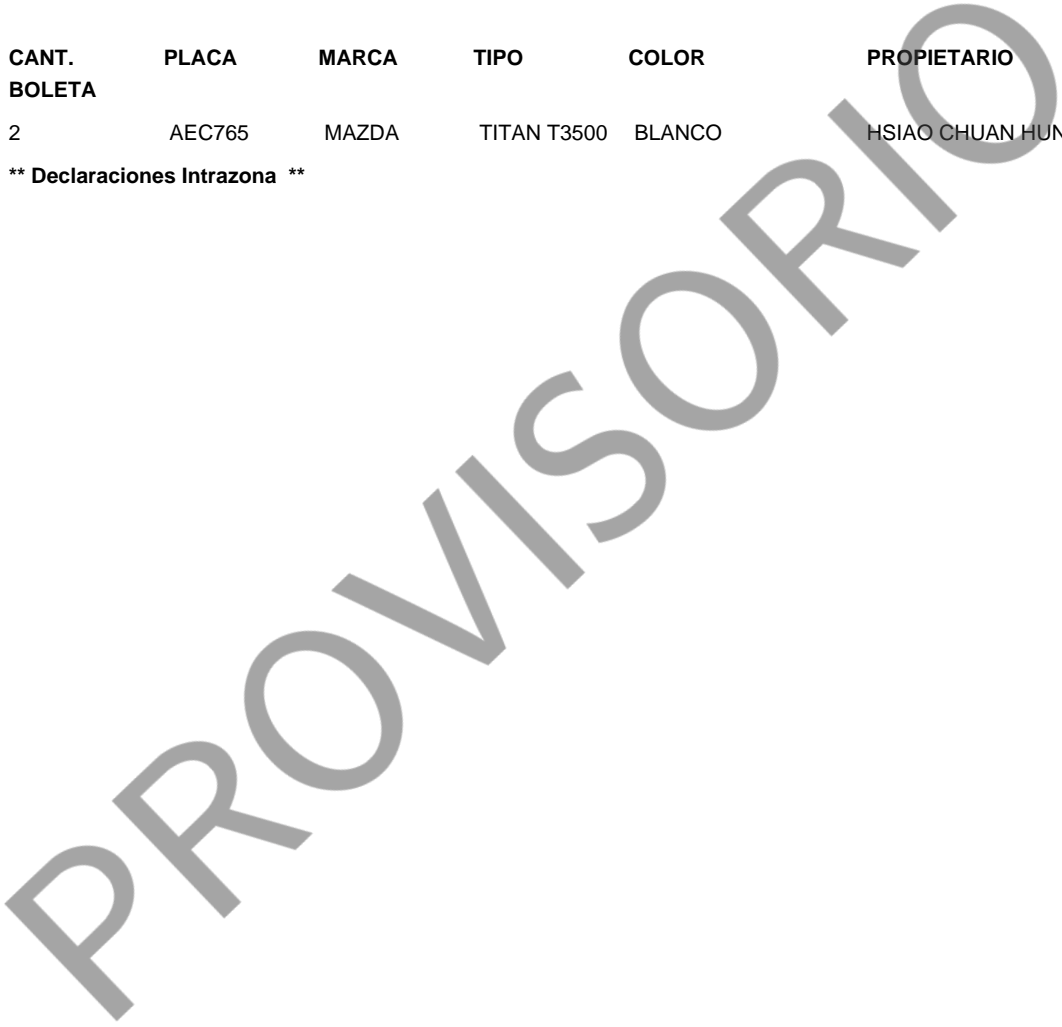 CANT. PLACA MARCA TIPO COLOR PROPIETARIO
BOLETA
2 AEC765 MAZDA TITAN T3500 BLANCO HSIAO CHUAN
** Declaraciones Intrazona **
PROVISORIO